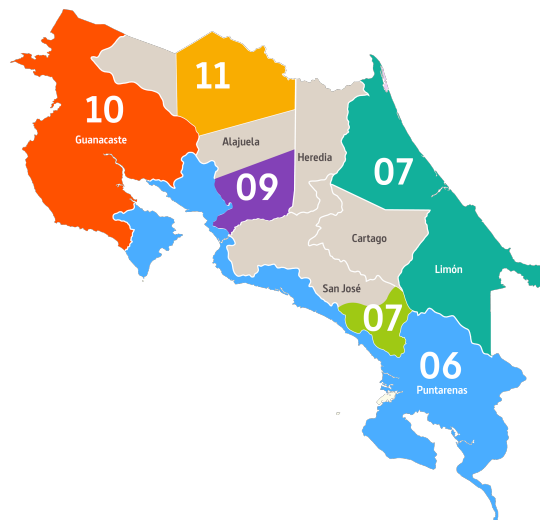 11
10
Guanacaste
Alajuela
Heredia
07
09
Cartago
Limón
San José
07
06
Puntarenas